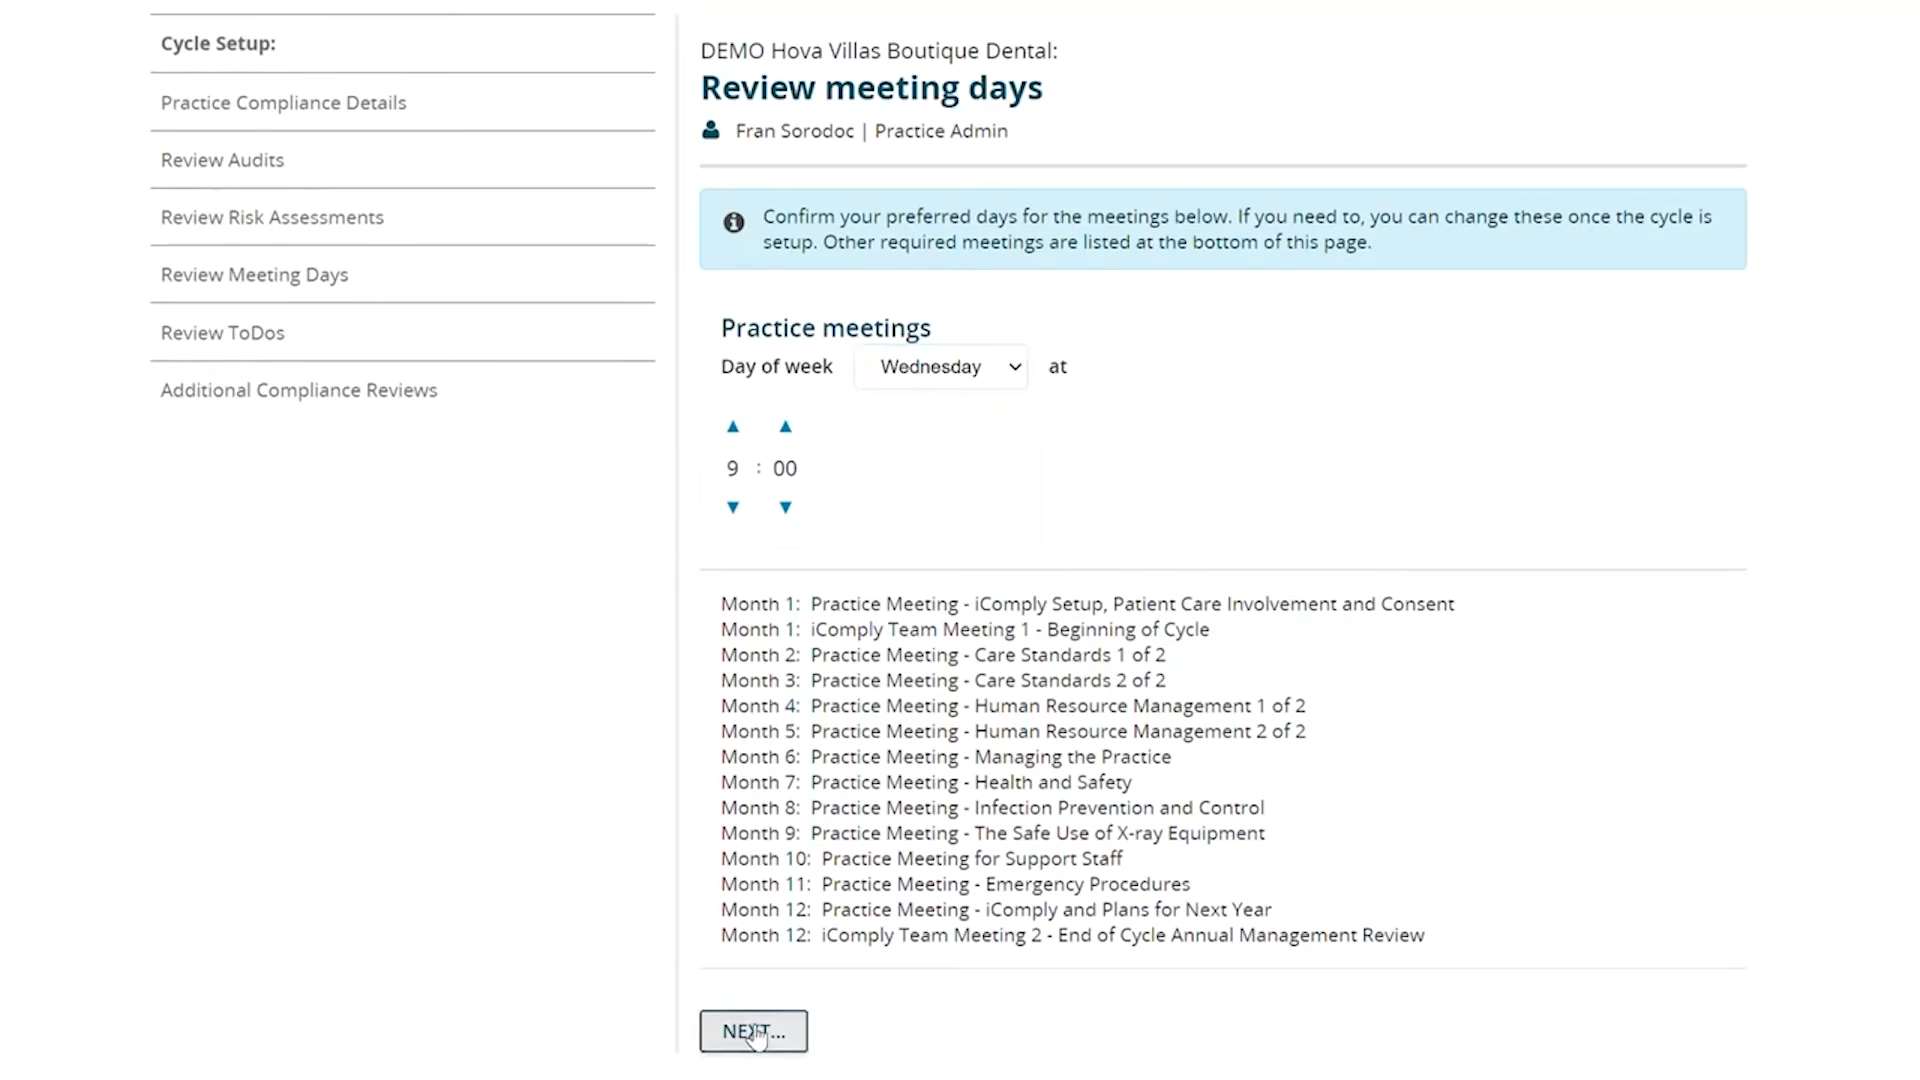 Cycle Setup:
Practice Compliance Details
Review Audits
Review Risk Assessments
Review Meeting Days
Review ToDos
Additional Compliance Reviews
DEMO Hova Villas Boutique Dental:
Review meeting days
Fran Sorodoc | Practice Admin
Confirm your preferred days for the meetings below. If you need to, you can change these once the cycle is
setup. Other required meetings are listed at the bottom of this page.
Practice meetings
Day of week Wednesday at
9 : 00
Month 1: Practice Meeting - iComply Setup, Patient Care Involvement and Consent
Month 1: iComply Team Meeting 1 - Beginning of Cycle
Month 2: Practice Meeting - Care Standards 1 of 2
Month 3: Practice Meeting - Care Standards 2 of 2
Month 4: Practice Meeting - Human Resource Management 1 of 2
Month 5: Practice Meeting - Human Resource Management 2 of 2
Month 6: Practice Meeting - Managing the Practice
Month 7: Practice Meeting - Health and Safety
Month 8: Practice Meeting - Infection Prevention and Control
Month 9: Practice Meeting - The Safe Use of X-ray Equipment
Month 10: Practice Meeting for Support Staff
Month 11: Practice Meeting - Emergency Procedures
Month 12: Practice Meeting - iComply and Plans for Next Year
Month 12: iComply Team Meeting 2 - End of Cycle Annual Management Review
NEXT...